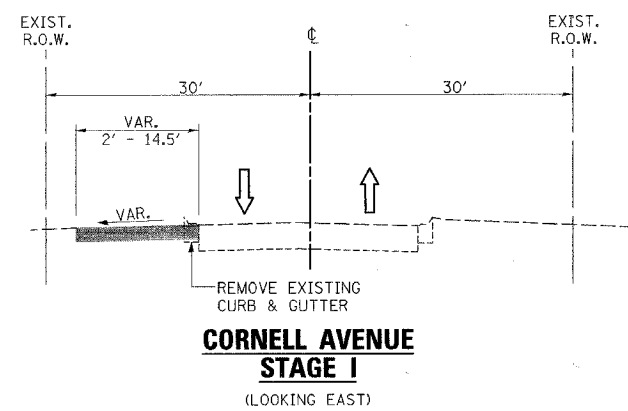 EXIST.
R.O.W.
℄
EXIST.
R.O.W.
30'
30'
VAR.
2' - 14.5'
VAR.
REMOVE EXISTING
CURB & GUTTER
CORNELL AVENUE
STAGE I
(LOOKING EAST)